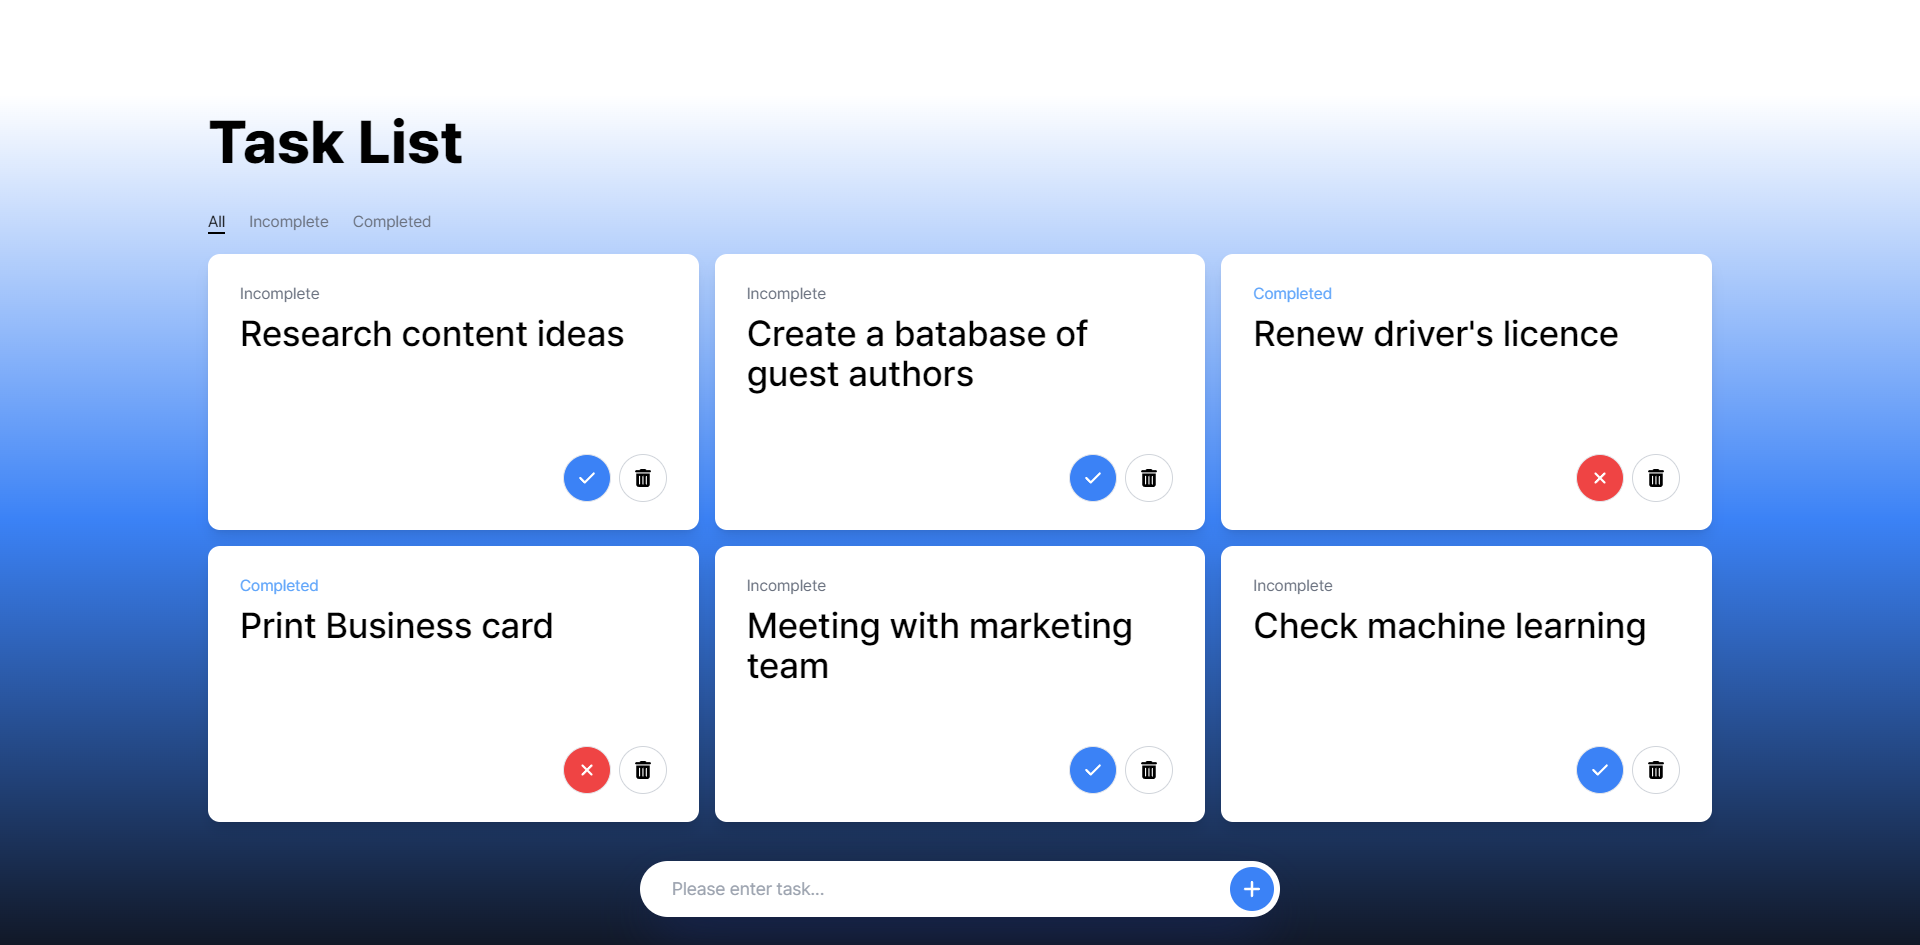 Task List
All Incomplete Completed
Incomplete
Research content ideas
Incomplete
Create a batabase of
guest authors
Completed
Renew driver's licence
Completed
Print Business card
Incomplete
Meeting with marketing
team
Incomplete
Check machine learning
Please enter task...